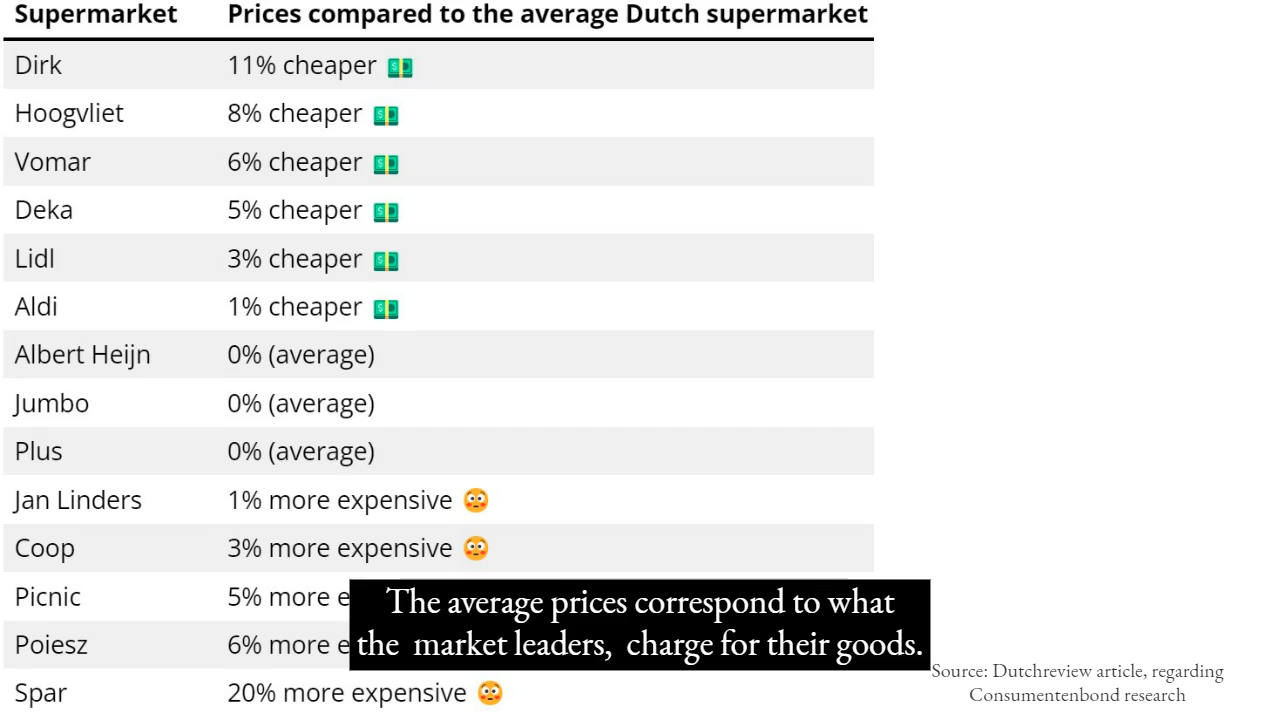 Supermarket Prices compared to the average Dutch supermarket
Dirk 11% cheaper
Hoogvliet 8% cheaper
Vomar 6% cheaper
Deka 5% cheaper
Lidl 3% cheaper
Aldi 1% cheaper
Albert Heijn 0% (average)
Jumbo 0% (average)
Plus 0% (average)
Jan Linders 1% more expensive
Coop 3% more expensive
Picnic 5% more
Poiesz 6% more
Spar 20% more expensive
The average prices correspond to what
the market leaders, charge for their goods.
Source: Dutchreview article, regarding
Consumentenbond research